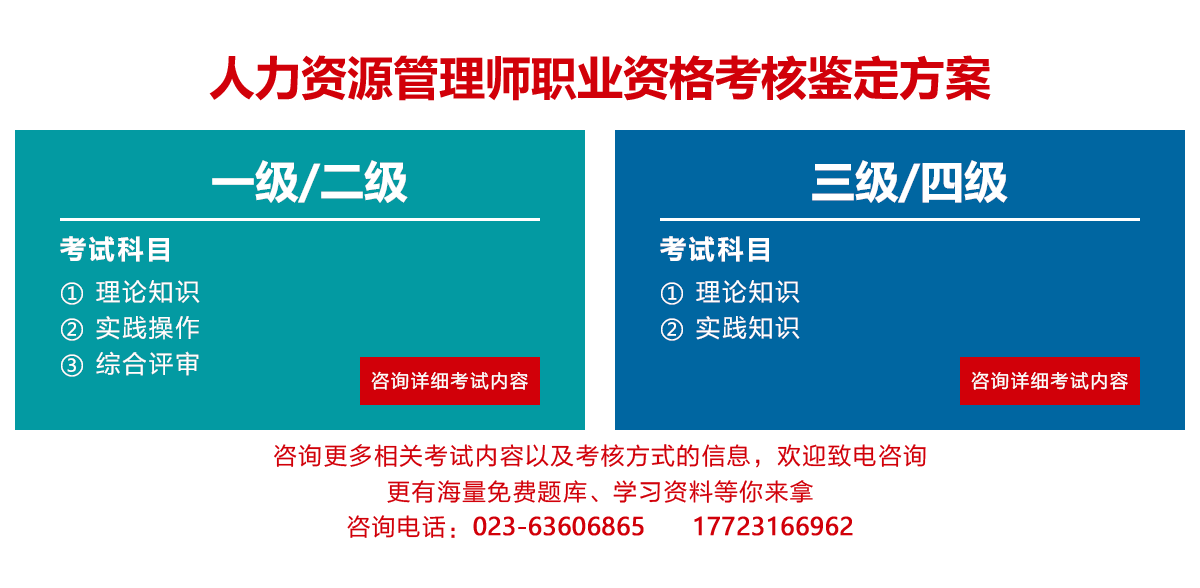 人力资源管理师职业资格考核鉴定方案
一级/二级
考试科目
① 理论知识
② 实践操作
③ 综合评审
咨询详细考试内容
三级/四级
考试科目
① 理论知识
② 实践知识
咨询详细考试内容
咨询更多相关考试内容以及考核方式的信息，欢迎致电咨询
更有海量免费题库、学习资料等你来拿
咨询电话：023-63606865 17723166962